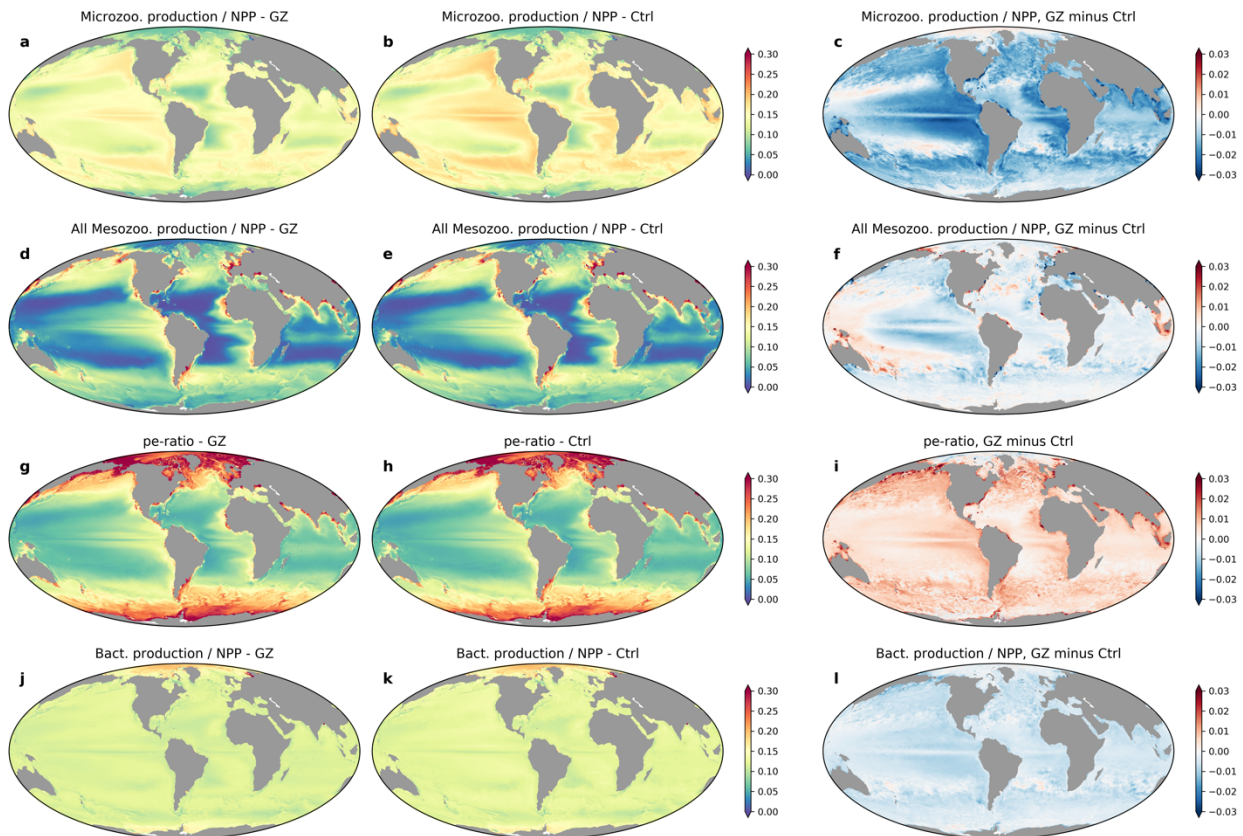 Microzoo. production / NPP - GZ
Microzoo. production / NPP - Ctrl
Microzoo. production / NPP, GZ minus Ctrl
a
b
c
0.30
0.25
0.20
0.15
0.10
0.05
0.00
0.03
0.02
0.01
0.00
−0.01
−0.02
−0.03
All Mesozoo. production / NPP - GZ
All Mesozoo. production / NPP - Ctrl
All Mesozoo. production / NPP, GZ minus Ctrl
d
e
f
0.30
0.25
0.20
0.15
0.10
0.05
0.00
0.03
0.02
0.01
0.00
−0.01
−0.02
−0.03
pe-ratio - GZ
pe-ratio - Ctrl
pe-ratio, GZ minus Ctrl
g
h
i
0.30
0.25
0.20
0.15
0.10
0.05
0.00
0.03
0.02
0.01
0.00
−0.01
−0.02
−0.03
Bact. production / NPP - GZ
Bact. production / NPP - Ctrl
Bact. production / NPP, GZ minus Ctrl
j
k
l
0.30
0.25
0.20
0.15
0.10
0.05
0.00
0.03
0.02
0.01
0.00
−0.01
−0.02
−0.03